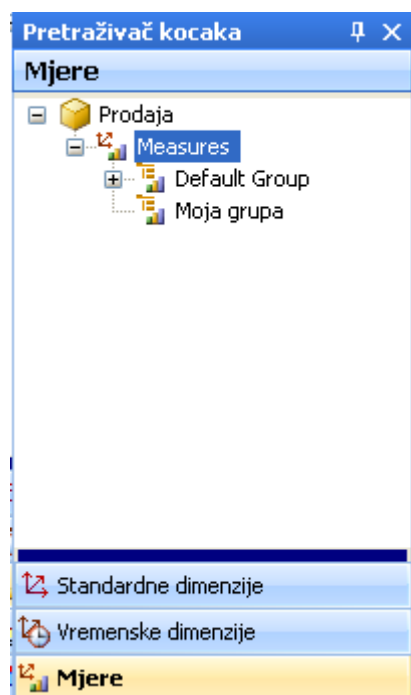 Pretraživač kocaka
Mjere
Prodaja
Measures
Default Group
Moja grupa
Standardne dimenzije
Vremenske dimenzije
Mjere